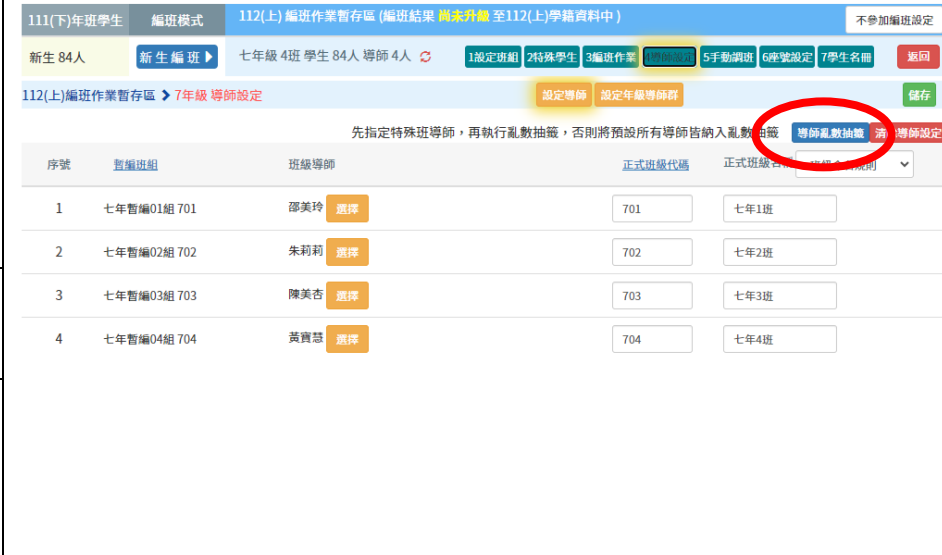 111(下)年班學生 編班模式 112(上) 編班作業暫存區 (編班結果 尚未升級 至112(上)學籍資料中 ) 不參加編班設定
新生 84人 新生編班 七年級 4班 學生 84人 導師 4人 1設定班組 2特殊學生 3編班作業 4導師設定 5手動調班 6座號設定 7學生名冊 返回
112(上)編班作業暫存區 7年級 導師設定 設定導師 設定年級導師群 儲存
先指定特殊班導師，再執行亂數抽籤，否則將預設所有導師皆納入亂數抽籤 導師亂數抽籤 導師設定
序號 暫編班組 班級導師 正式班級代碼 正式班級名稱
1 七年暫編01組 701 邵美玲 選擇 701 七年1班
2 七年暫編02組 702 朱莉莉 選擇 702 七年2班
3 七年暫編03組 703 陳美杏 選擇 703 七年3班
4 七年暫編04組 704 黃寶慧 選擇 704 七年4班